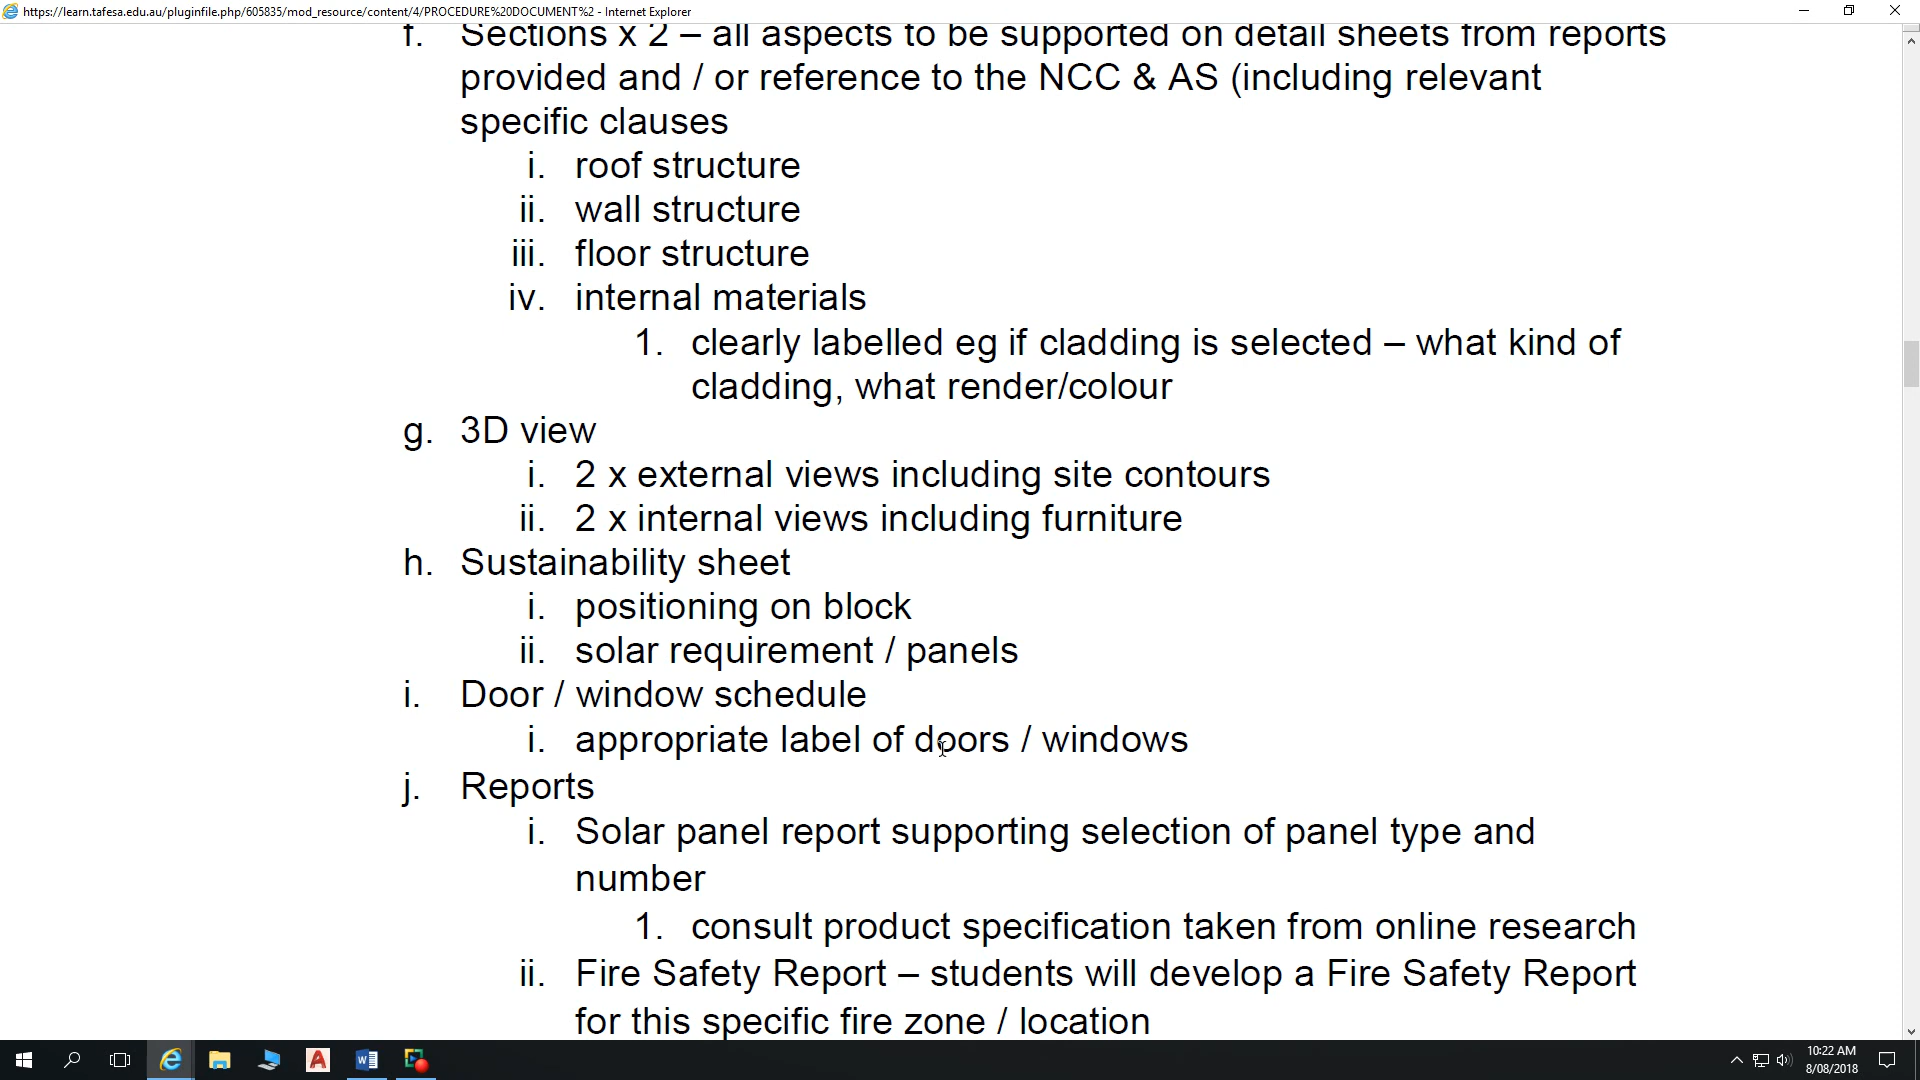 https://learn.tafesa.edu.au/pluginfile.php/605835/mod_resource/content/4/PROCEDURE%20DOCUMENT%2 - Internet Explorer
f. Sections x 2 – all aspects to be supported on detail sheets from reports
provided and / or reference to the NCC & AS (including relevant
specific clauses
i. roof structure
ii. wall structure
iii. floor structure
iv. internal materials
1. clearly labelled eg if cladding is selected – what kind of
cladding, what render/colour
g. 3D view
i. 2 x external views including site contours
ii. 2 x internal views including furniture
h. Sustainability sheet
i. positioning on block
ii. solar requirement / panels
i. Door / window schedule
i. appropriate label of doors / windows
j. Reports
i. Solar panel report supporting selection of panel type and
number
1. consult product specification taken from online research
ii. Fire Safety Report – students will develop a Fire Safety Report
for this specific fire zone / location
10:22 AM
8/08/2018